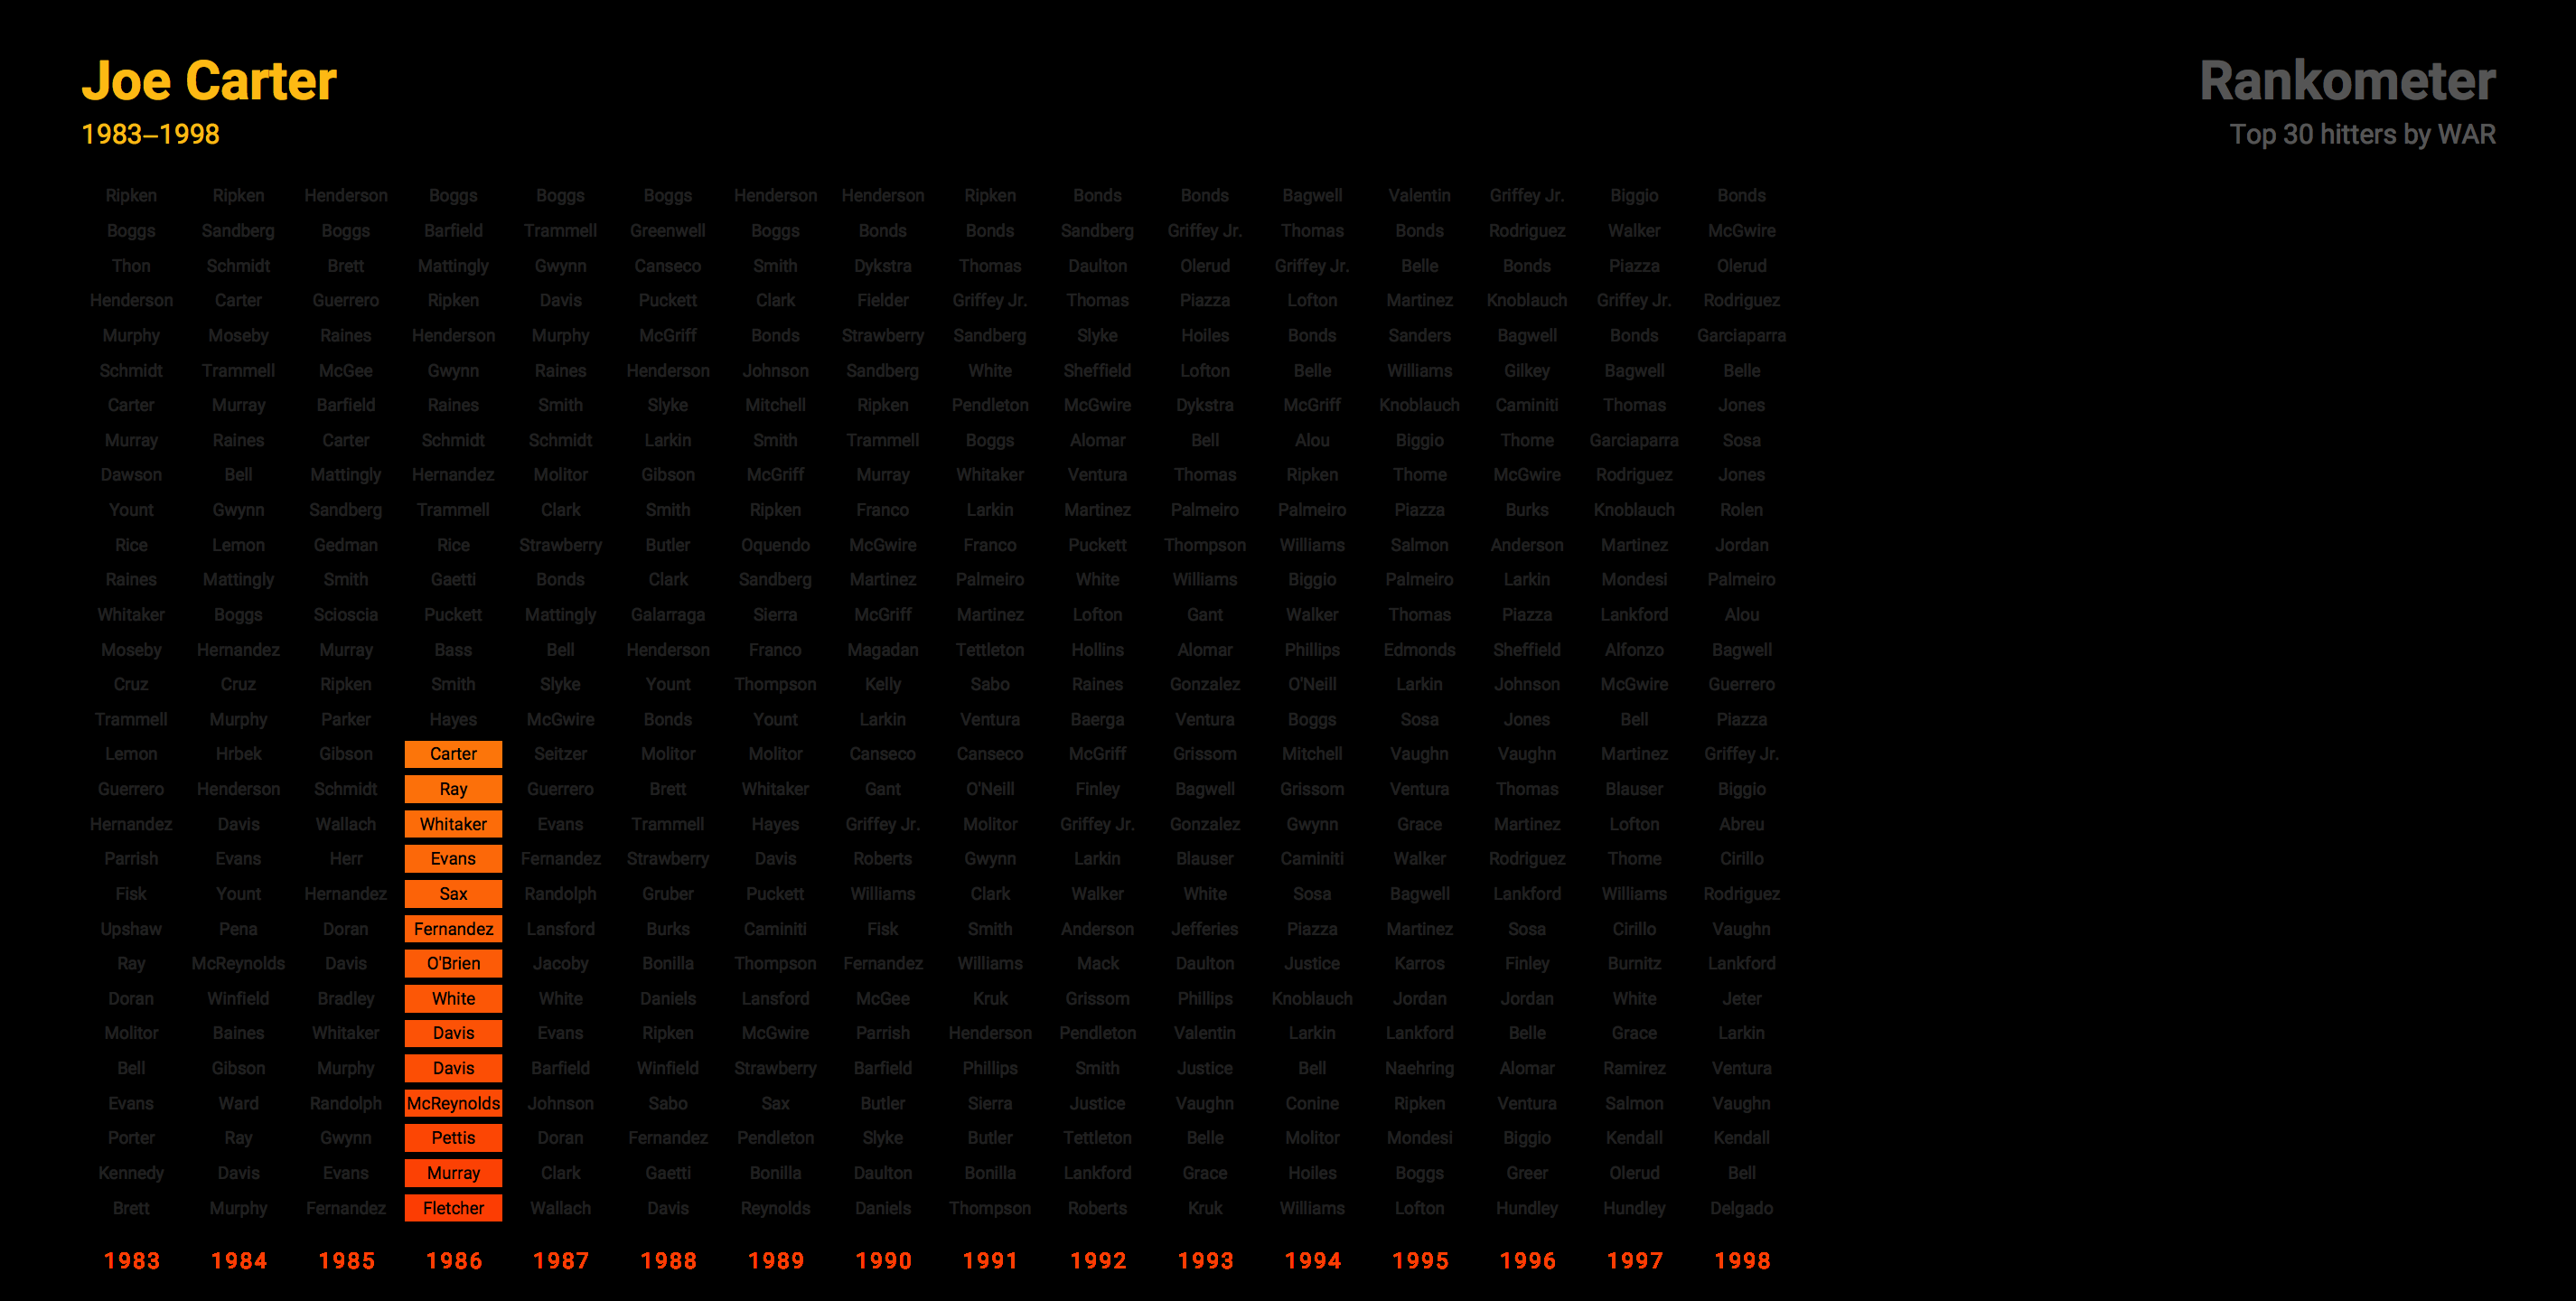 Joe Carter
1983–1998
Rankometer
Top 30 hitters by WAR
Ripken Ripken Henderson Boggs Boggs Boggs Henderson Henderson Ripken Bonds Bonds Bagwell Valentin Griffey Jr. Biggio Bonds
Boggs Sandberg Boggs Barfield Trammell Greenwell Boggs Bonds Bonds Sandberg Griffey Jr. Thomas Bonds Rodriguez Walker McGwire
Thon Schmidt Brett Mattingly Gwynn Canseco Smith Dykstra Thomas Daulton Olerud Griffey Jr. Belle Bonds Piazza Olerud
Henderson Carter Guerrero Ripken Davis Puckett Clark Fielder Griffey Jr. Thomas Piazza Lofton Martinez Knoblauch Griffey Jr. Rodriguez
Murphy Moseby Raines Henderson Murphy McGriff Bonds Strawberry Sandberg Slyke Hoiles Bonds Sanders Bagwell Bonds Garciaparra
Schmidt Trammell McGee Gwynn Raines Henderson Johnson Sandberg White Sheffield Lofton Belle Williams Gilkey Bagwell Belle
Carter Murray Barfield Raines Smith Slyke Mitchell Ripken Pendleton McGwire Dykstra McGriff Knoblauch Caminiti Thomas Jones
Murray Raines Carter Schmidt Schmidt Larkin Smith Trammell Boggs Alomar Bell Alou Biggio Thome Garciaparra Sosa
Dawson Bell Mattingly Hernandez Molitor Gibson McGriff Murray Whitaker Ventura Thomas Ripken Thome McGwire Rodriguez Jones
Yount Gwynn Sandberg Trammell Clark Smith Ripken Franco Larkin Martinez Palmeiro Palmeiro Piazza Burks Knoblauch Rolen
Rice Lemon Gedman Rice Strawberry Butler Oquendo McGwire Franco Puckett Thompson Williams Salmon Anderson Martinez Jordan
Raines Mattingly Smith Gaetti Bonds Clark Sandberg Martinez Palmeiro White Williams Biggio Palmeiro Larkin Mondesi Palmeiro
Whitaker Boggs Scioscia Puckett Mattingly Galarraga Sierra McGriff Martinez Lofton Gant Walker Thomas Piazza Lankford Alou
Moseby Hernandez Murray Bass Bell Henderson Franco Magadan Tettleton Hollins Alomar Phillips Edmonds Sheffield Alfonzo Bagwell
Cruz Cruz Ripken Smith Slyke Yount Thompson Kelly Sabo Raines Gonzalez O'Neill Larkin Johnson McGwire Guerrero
Trammell Murphy Parker Hayes McGwire Bonds Yount Larkin Ventura Baerga Ventura Boggs Sosa Jones Bell Piazza
Lemon Hrbek Gibson Carter Seitzer Molitor Molitor Canseco Canseco McGriff Grissom Mitchell Vaughn Vaughn Martinez Griffey Jr.
Guerrero Henderson Schmidt Ray Guerrero Brett Whitaker Gant O'Neill Finley Bagwell Grissom Ventura Thomas Blauser Biggio
Hernandez Davis Wallach Whitaker Evans Trammell Hayes Griffey Jr. Molitor Griffey Jr. Gonzalez Gwynn Grace Martinez Lofton Abreu
Parrish Evans Herr Evans Fernandez Strawberry Davis Roberts Gwynn Larkin Blauser Caminiti Walker Rodriguez Thome Cirillo
Fisk Yount Hernandez Sax Randolph Gruber Puckett Williams Clark Walker White Sosa Bagwell Lankford Williams Rodriguez
Upshaw Pena Doran Fernandez Lansford Burks Caminiti Fisk Smith Anderson Jefferies Piazza Martinez Sosa Cirillo Vaughn
Ray McReynolds Davis O'Brien Jacoby Bonilla Thompson Fernandez Williams Mack Daulton Justice Karros Finley Burnitz Lankford
Doran Winfield Bradley White White Daniels Lansford McGee Kruk Grissom Phillips Knoblauch Jordan Jordan White Jeter
Molitor Baines Whitaker Davis Evans Ripken McGwire Parrish Henderson Pendleton Valentin Larkin Lankford Belle Grace Larkin
Bell Gibson Murphy Davis Barfield Winfield Strawberry Barfield Phillips Smith Justice Bell Naehring Alomar Ramirez Ventura
Evans Ward Randolph McReynolds Johnson Sabo Sax Butler Sierra Justice Vaughn Conine Ripken Ventura Salmon Vaughn
Porter Ray Gwynn Pettis Doran Fernandez Pendleton Slyke Butler Tettleton Belle Molitor Mondesi Biggio Kendall Kendall
Kennedy Davis Evans Murray Clark Gaetti Bonilla Daulton Bonilla Lankford Grace Hoiles Boggs Greer Olerud Bell
Brett Murphy Fernandez Fletcher Wallach Davis Reynolds Daniels Thompson Roberts Kruk Williams Lofton Hundley Hundley Delgado
1983 1984 1985 1986 1987 1988 1989 1990 1991 1992 1993 1994 1995 1996 1997 1998